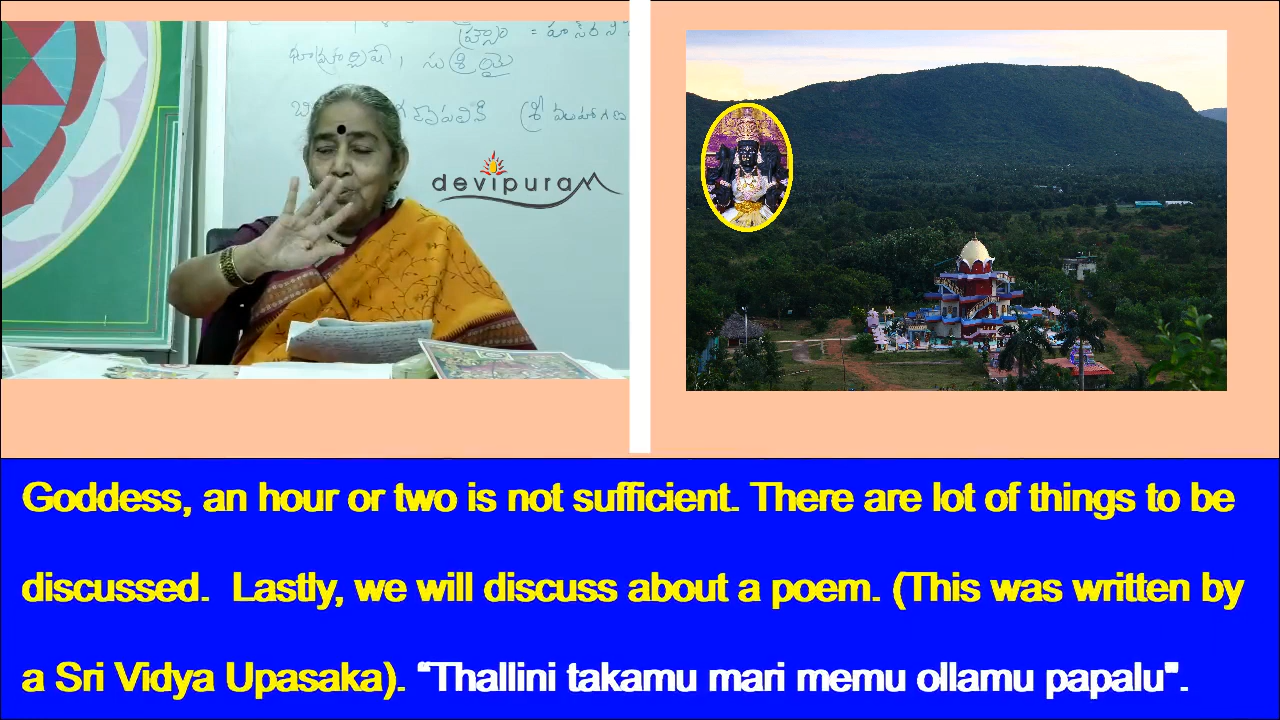 devipuram
Goddess, an hour or two is not sufficient. There are lot of things to be
discussed.  Lastly, we will discuss about a poem. (This was written by
a Sri Vidya Upasaka). “Thallini takamu mari memu ollamu papalu".